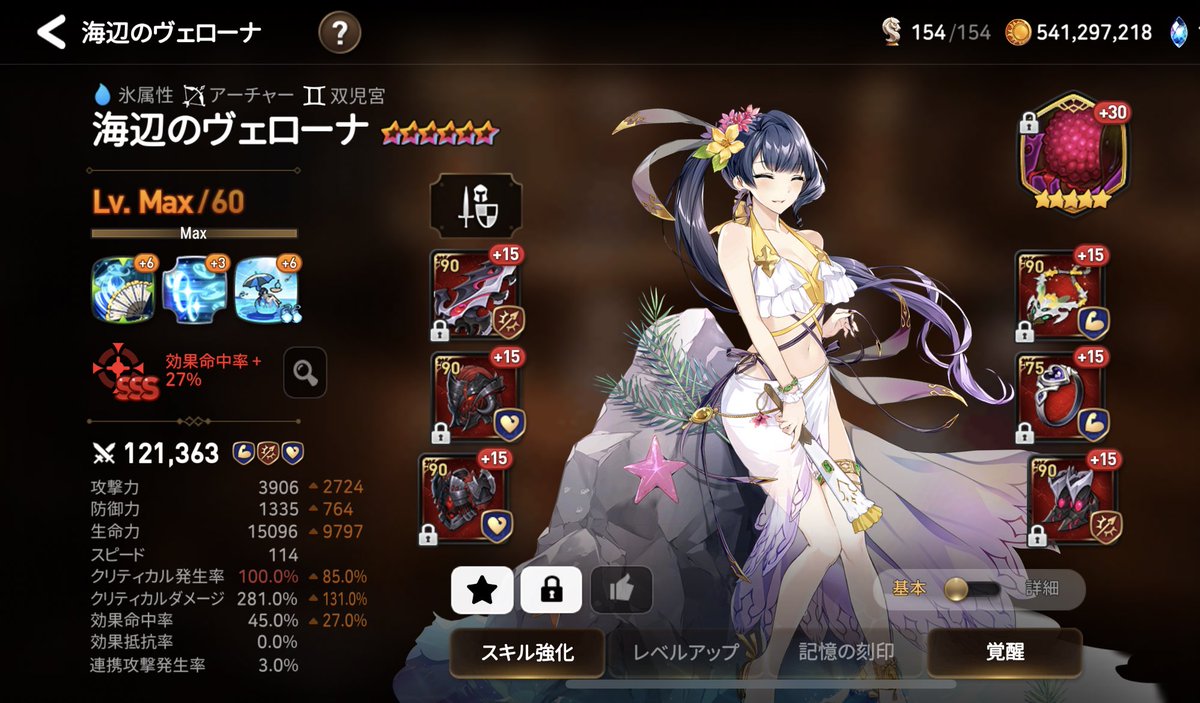 海辺のヴェローナ ? 154/154 541,297,218
氷属性 アーチャー 双児宮
海辺のヴェローナ
+30
Lv. Max/60
Max
+6 +3 +6
SSS 効果命中率+
27%
90 +15
90 +15
90 +15
90 +15
75 +15
90 +15
121,363
攻撃力 3906 2724
防御力 1335 764
生命力 15096 9797
スピード 114
クリティカル発生率 100.0% 85.0%
クリティカルダメージ 281.0% 131.0%
効果命中率 45.0% 27.0%
効果抵抗率 0.0%
連携攻撃発生率 3.0%
基本 詳細
スキル強化 レベルアップ 記憶の刻印 覚醒